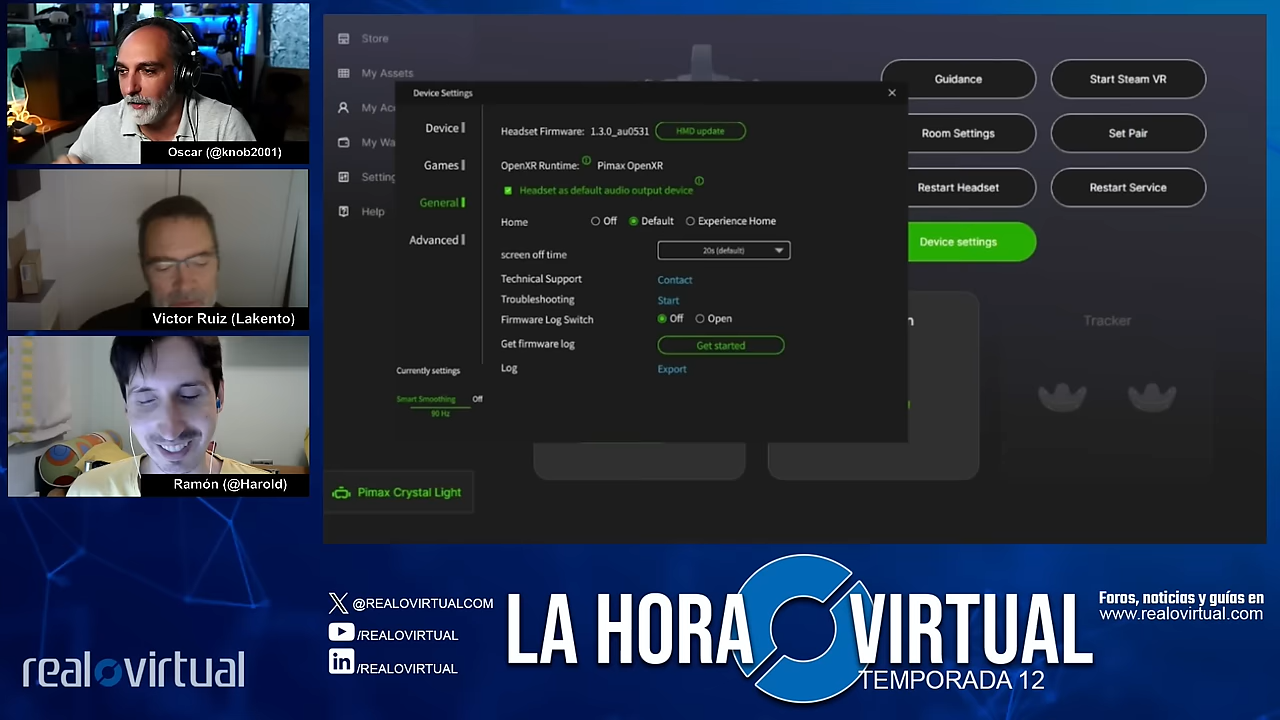 Oscar (@knob2001)
Victor Ruiz (Lakento)
Ramón (@Harold)
Store
My Assets
My
My
Setting
Help
Pimax Crystal Light
Device Settings
Device
Games
General
Advanced
Currently settings
Smart Smoothing Off
90 Hz
Headset Firmware: 1.3.0_au0531 HMD update
OpenXR Runtime: Pimax OpenXR
Headset as default audio output device
Home Off Default Experience Home
screen off time 20s (default)
Technical Support Contact
Troubleshooting Start
Firmware Log Switch Off Open
Get firmware log Get started
Log Export
Guidance Start Steam VR
Room Settings Set Pair
Restart Headset Restart Service
Device settings
Tracker
realovirtual
@REALOVIRTUALCOM
/REALOVIRTUAL
/REALOVIRTUAL
LA HORA VIRTUAL
TEMPORADA 12
Foros, noticias y guías en
www.realovirtual.com